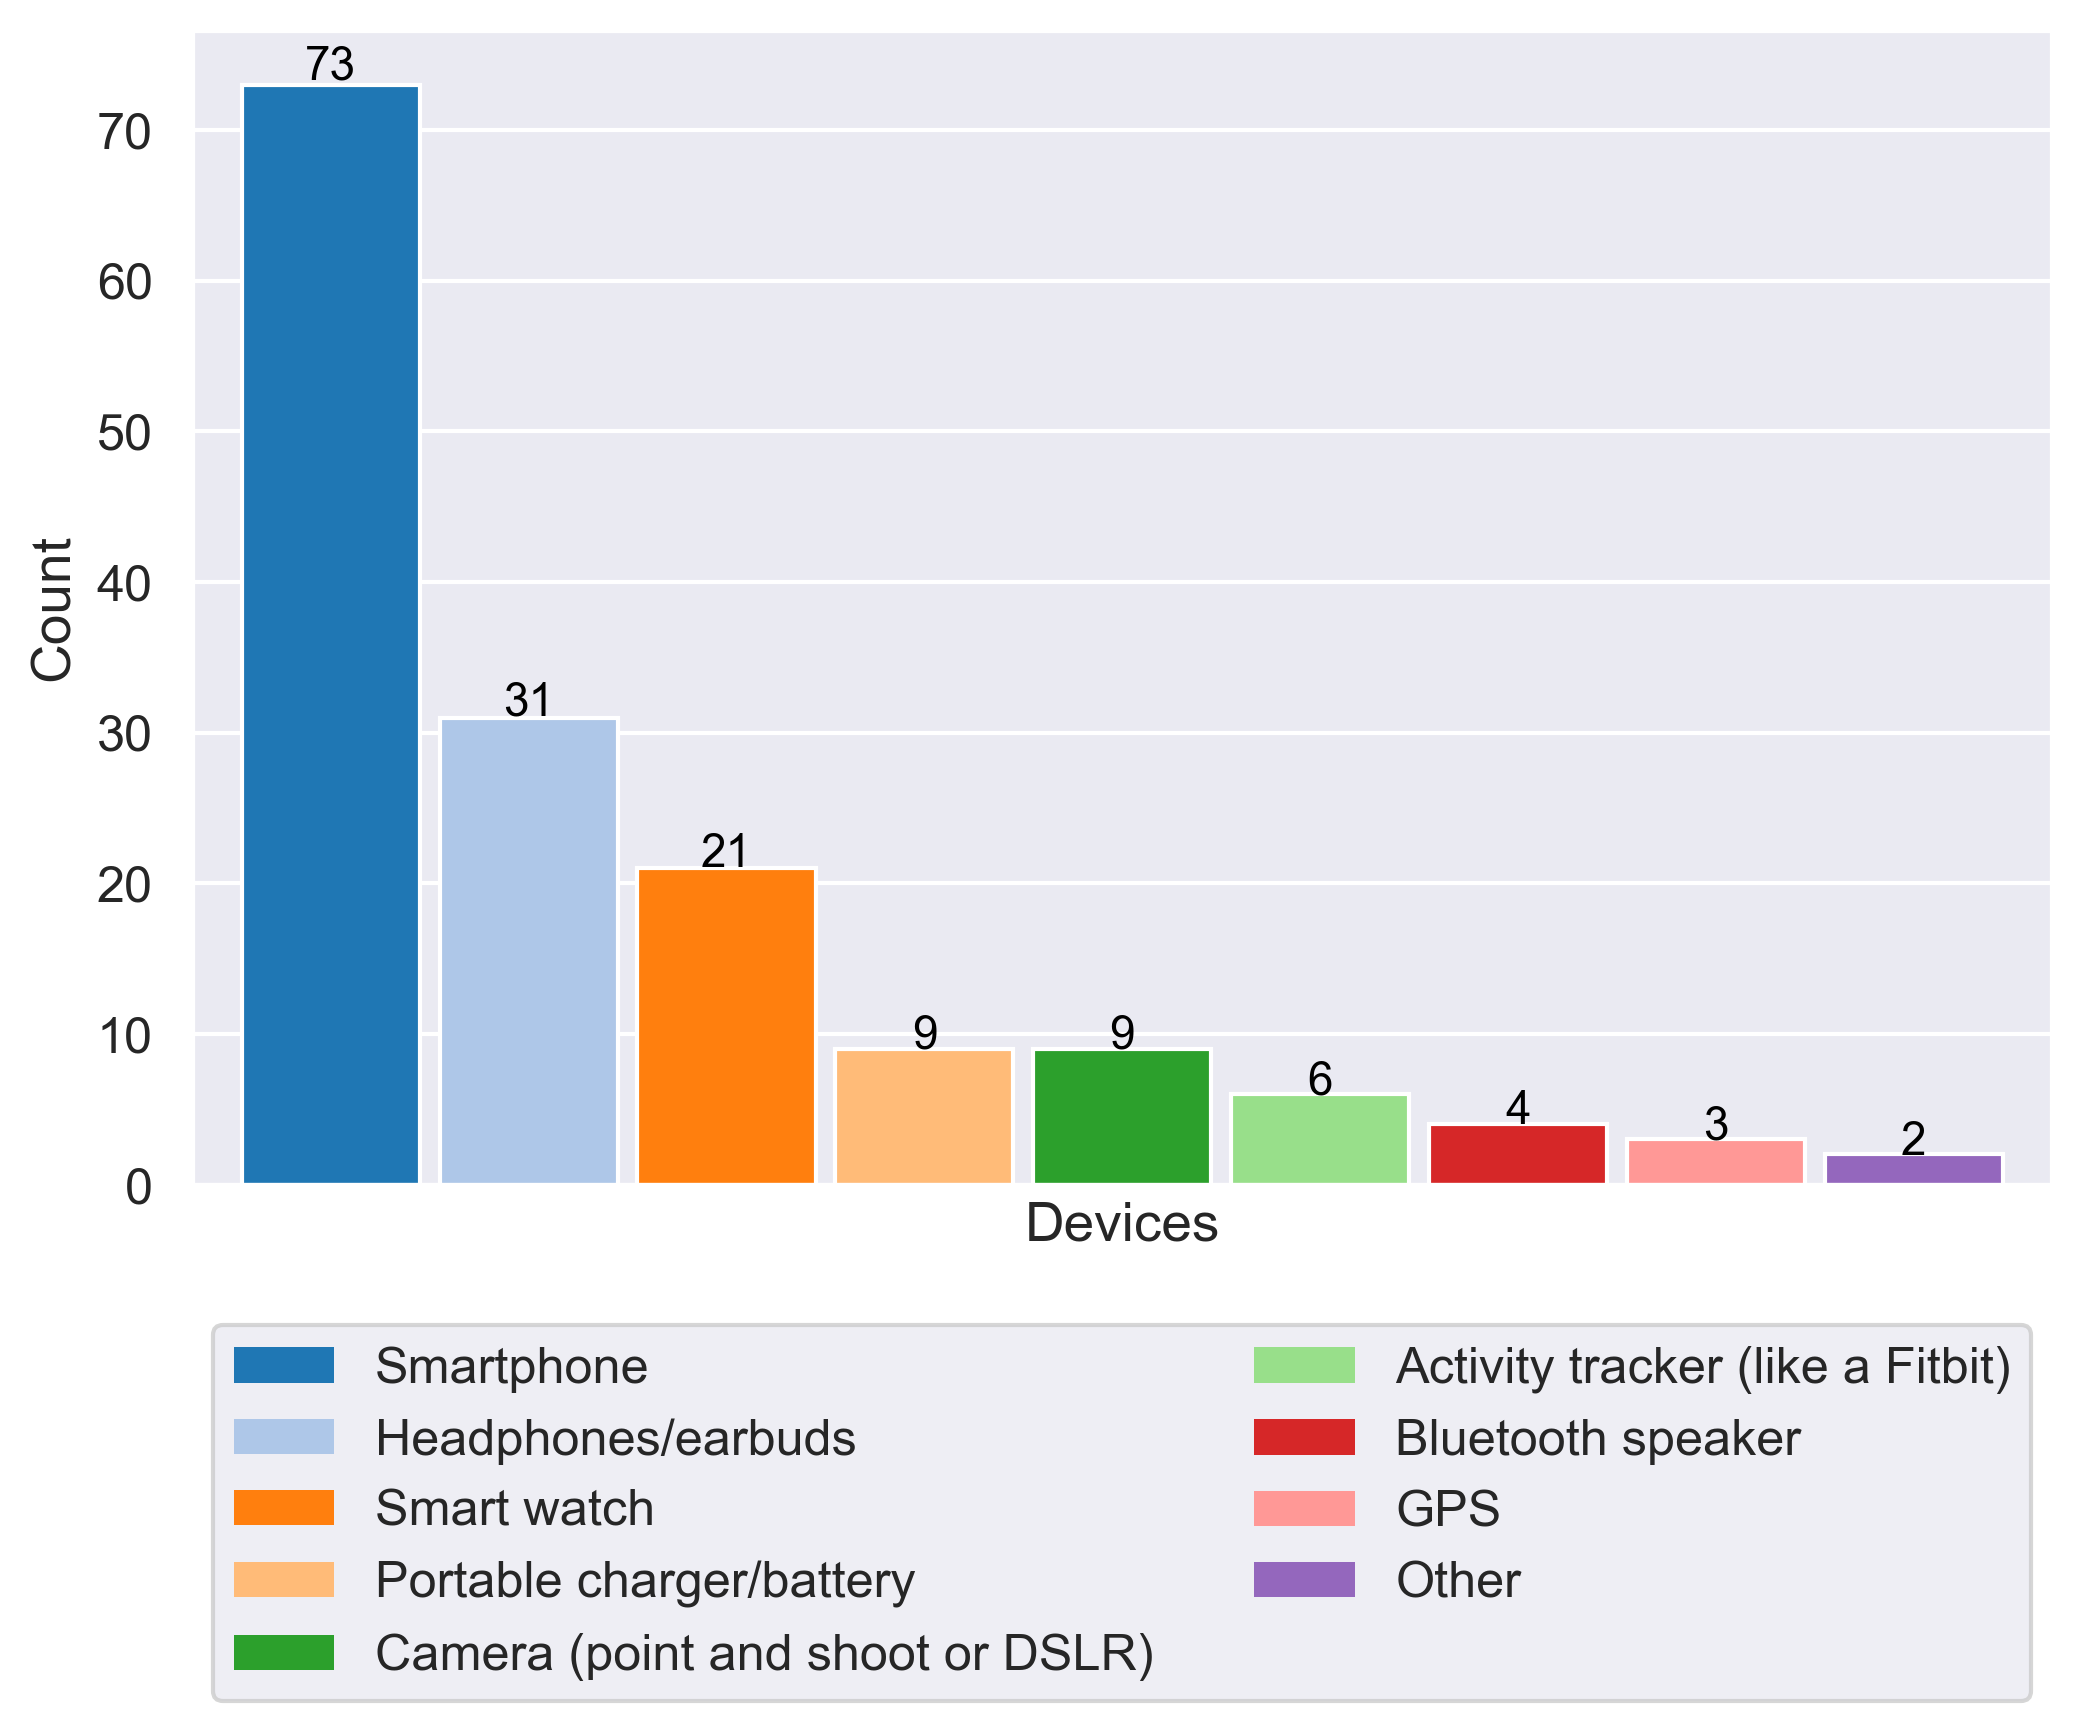 73
70
60
50
40
31
30
21
20
9
9
10
6
4
3
2
0
Count
Devices
Smartphone
Headphones/earbuds
Smart watch
Portable charger/battery
Camera (point and shoot or DSLR)
Activity tracker (like a Fitbit)
Bluetooth speaker
GPS
Other